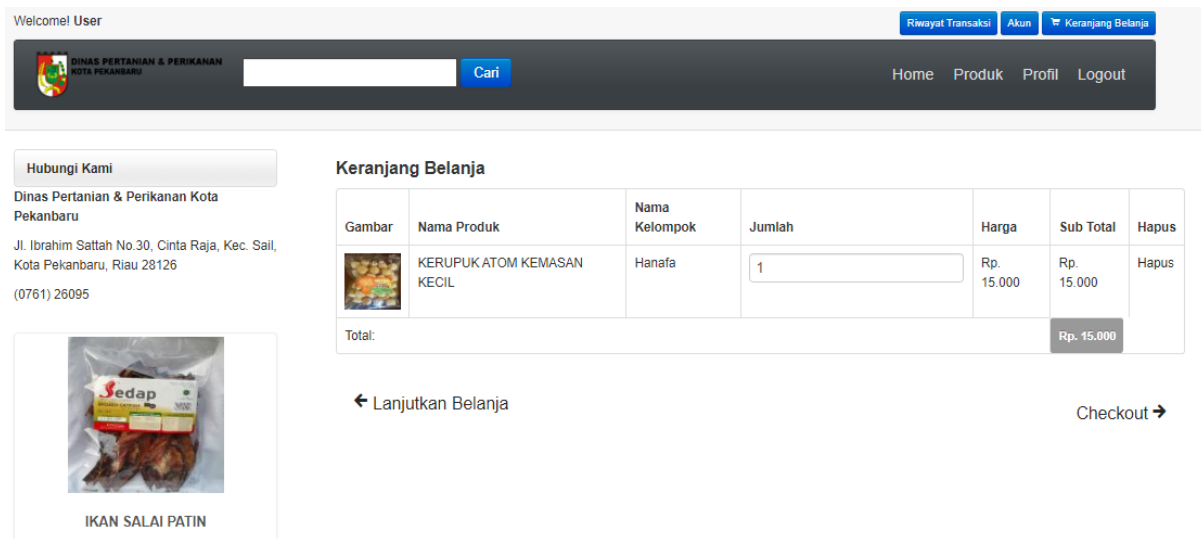 Welcome! User
Riwayat Transaksi
Akun
Keranjang Belanja
DINAS PERTANIAN & PERIKANAN
KOTA PEKANBARU
Cari
Home Produk Profil Logout
Hubungi Kami
Dinas Pertanian & Perikanan Kota
Pekanbaru
Jl. Ibrahim Sattah No.30, Cinta Raja, Kec. Sail,
Kota Pekanbaru, Riau 28126
(0761) 26095
Sedap
IKAN SALAI PATIN
Keranjang Belanja
Gambar Nama Produk Nama Kelompok Jumlah Harga Sub Total Hapus
KERUPUK ATOM KEMASAN
KECIL
Hanafa
1
Rp.
15.000
Rp.
15.000
Hapus
Total:
Rp. 15.000
Lanjutkan Belanja
Checkout